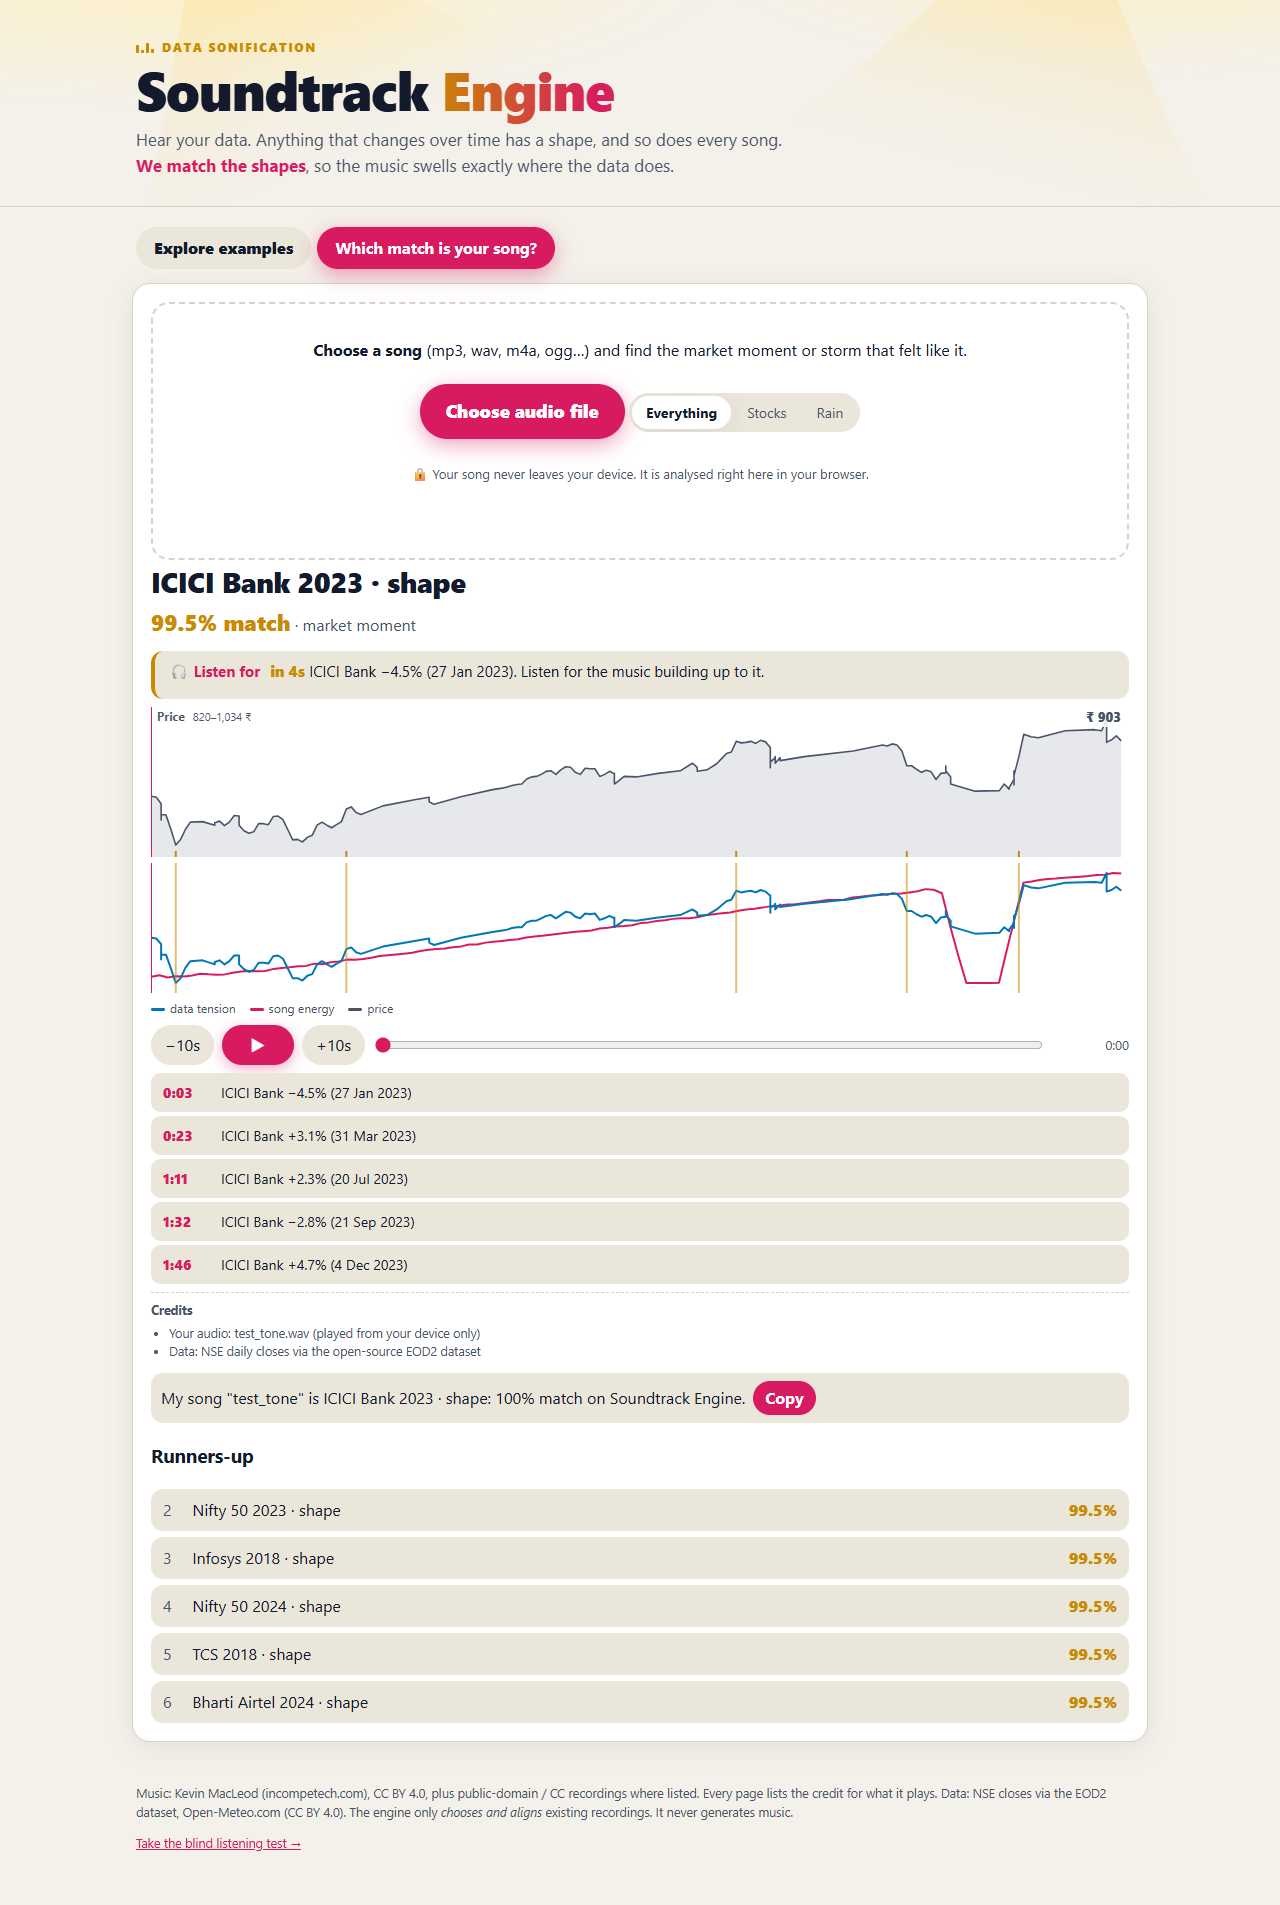 DATA SONIFICATION
Soundtrack Engine
Hear your data. Anything that changes over time has a shape, and so does every song.
We match the shapes, so the music swells exactly where the data does.
Explore examples
Which match is your song?
Choose a song (mp3, wav, m4a, ogg...) and find the market moment or storm that felt like it.
Choose audio file
Everything
Stocks
Rain
🔒 Your song never leaves your device. It is analysed right here in your browser.
ICICI Bank 2023 · shape
99.5% match · market moment
🎧 Listen for in 4s ICICI Bank −4.5% (27 Jan 2023). Listen for the music building up to it.
Price 820–1,034 ₹
₹ 903
data tension
song energy
price
−10s
+10s
0:00
0:03 ICICI Bank −4.5% (27 Jan 2023)
0:23 ICICI Bank +3.1% (31 Mar 2023)
1:11 ICICI Bank +2.3% (20 Jul 2023)
1:32 ICICI Bank −2.8% (21 Sep 2023)
1:46 ICICI Bank +4.7% (4 Dec 2023)
Credits
• Your audio: test_tone.wav (played from your device only)
• Data: NSE daily closes via the open-source EOD2 dataset
My song "test_tone" is ICICI Bank 2023 · shape: 100% match on Soundtrack Engine.
Copy
Runners-up
2 Nifty 50 2023 · shape 99.5%
3 Infosys 2018 · shape 99.5%
4 Nifty 50 2024 · shape 99.5%
5 TCS 2018 · shape 99.5%
6 Bharti Airtel 2024 · shape 99.5%
Music: Kevin MacLeod (incompetech.com), CC BY 4.0, plus public-domain / CC recordings where listed. Every page lists the credit for what it plays. Data: NSE closes via the EOD2
dataset, Open-Meteo.com (CC BY 4.0). The engine only chooses and aligns existing recordings. It never generates music.
Take the blind listening test →